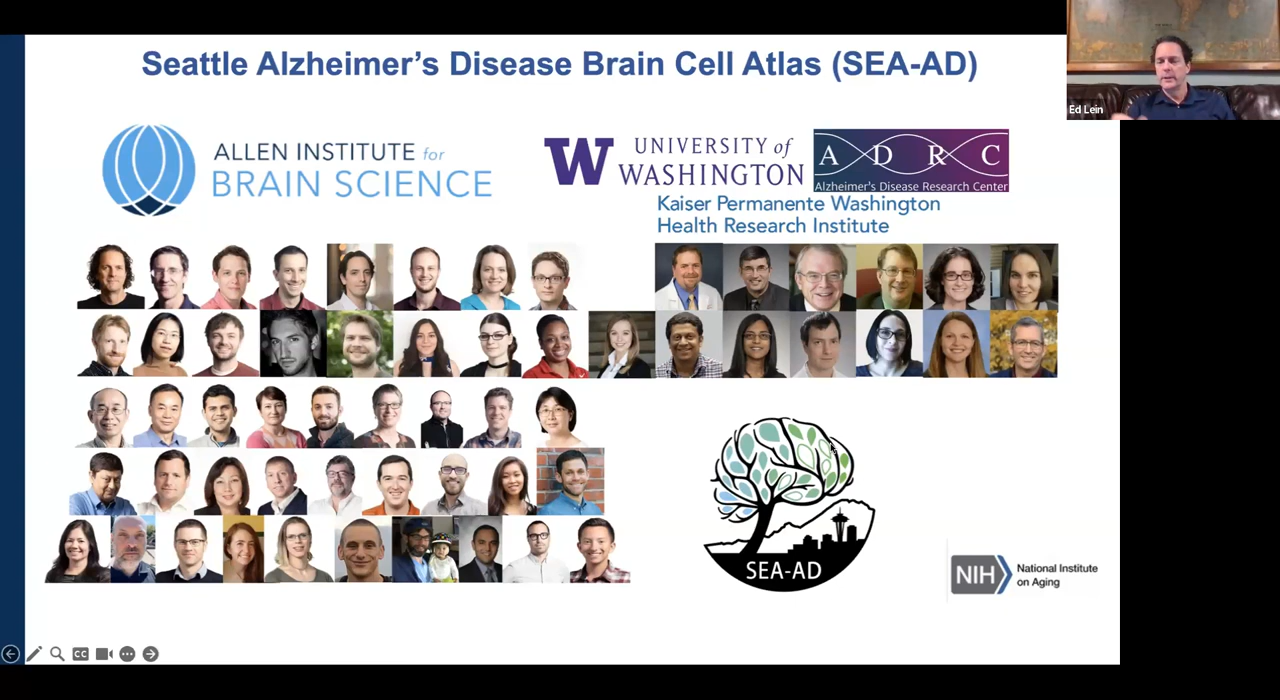 Seattle Alzheimer's Disease Brain Cell Atlas (SEA-AD)
Ed Lein
ALLEN INSTITUTE for
BRAIN SCIENCE
W
UNIVERSITY of
WASHINGTON
A D R C
Alzheimer's Disease Research Center
Kaiser Permanente Washington
Health Research Institute
SEA-AD
NIH
National Institute
on Aging
CC